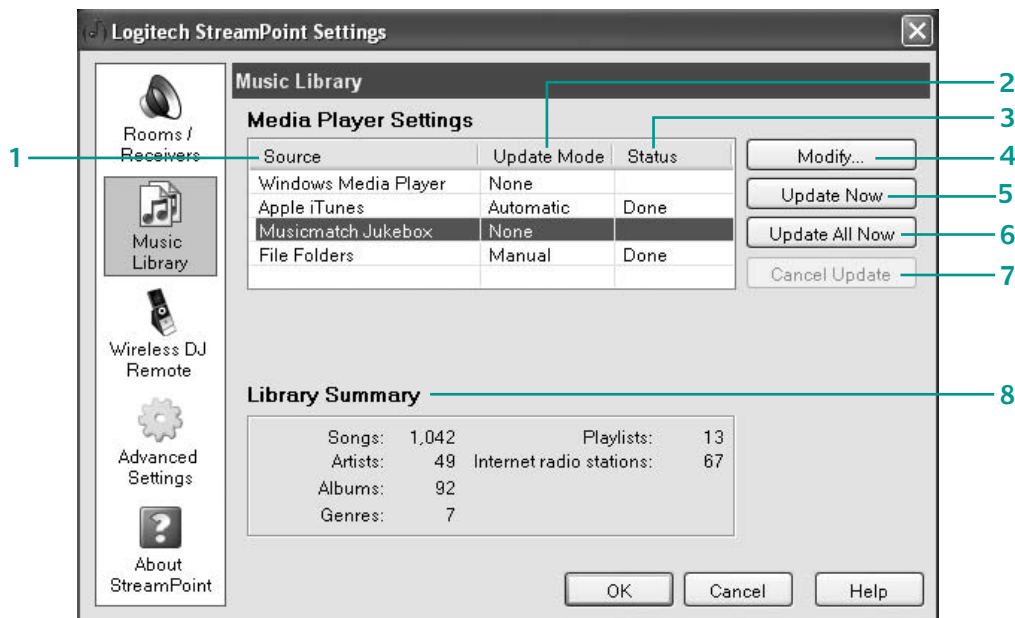 Logitech StreamPoint Settings
Music Library
2
Media Player Settings
3
Rooms /
Receivers
1
Source Update Mode Status
Modify...
4
Windows Media Player None
Update Now
5
Apple iTunes Automatic Done
Musicmatch Jukebox None
Update All Now
6
Music
Library
File Folders Manual Done
Cancel Update
7
Wireless DJ
Remote
Library Summary
8
Songs: 1,042 Playlists: 13
Advanced
Settings
Artists: 49 Internet radio stations: 67
Albums: 92
Genres: 7
?
About
StreamPoint
OK Cancel Help